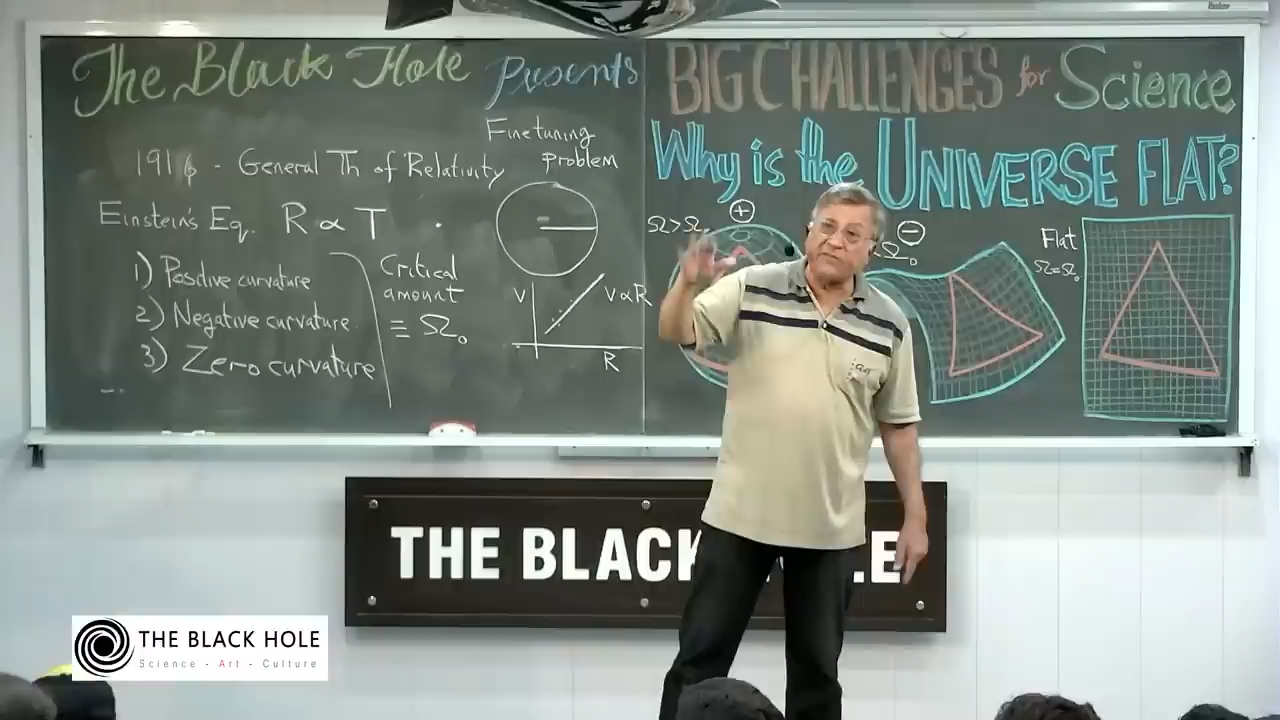 The Black Hole Presents
Finetuning
Problem
1916 - General Th of Relativity
Einstein's Eq. R ∝ T
1) Positive curvature
2) Negative curvature
3) Zero curvature
Critical
amount
≡ Ω₀
V
V∝R
R
BIG CHALLENGES for Science
Why is the UNIVERSE FLAT?
+
Ω>Ω₀
−
Ω₀
Flat
Ω=Ω₀
THE BLACK
LE
THE BLACK HOLE
Science - Art - Culture